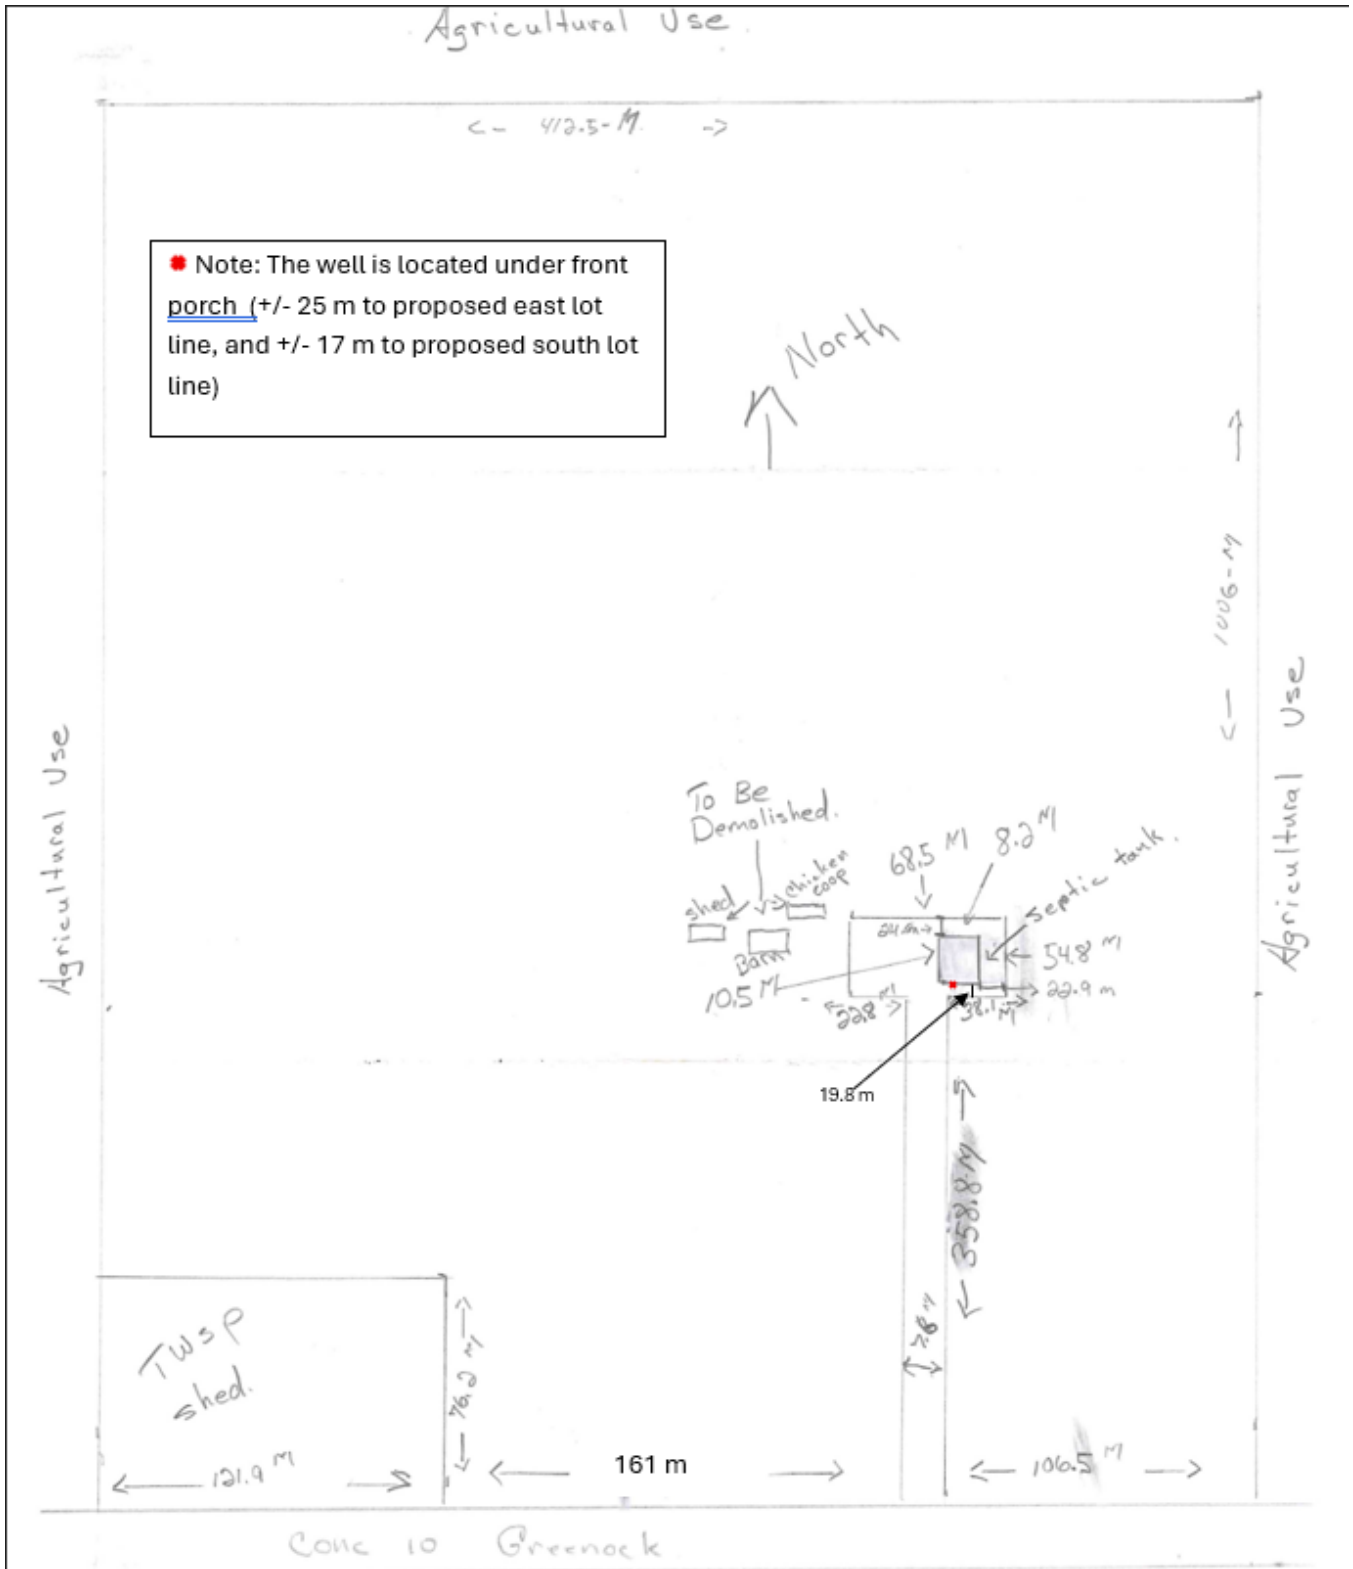 Agricultural Use.
<- 412.5-M. ->
Note: The well is located under front
porch (+/- 25 m to proposed east lot
line, and +/- 17 m to proposed south lot
line)
North
1006-M
Agricultural Use
Agricultural Use
To Be
Demolished.
shed
chicken
coop
Barn
68.5 M
8.2 M
septic tank.
54.8 M
22.9 m
10.5 M
22.8 M
38.1 M
19.8 m
358.8 M
7.8 M
TWSP
shed.
76.2 M
121.9 M
161 m
106.5 M
Conc 10 Greenock